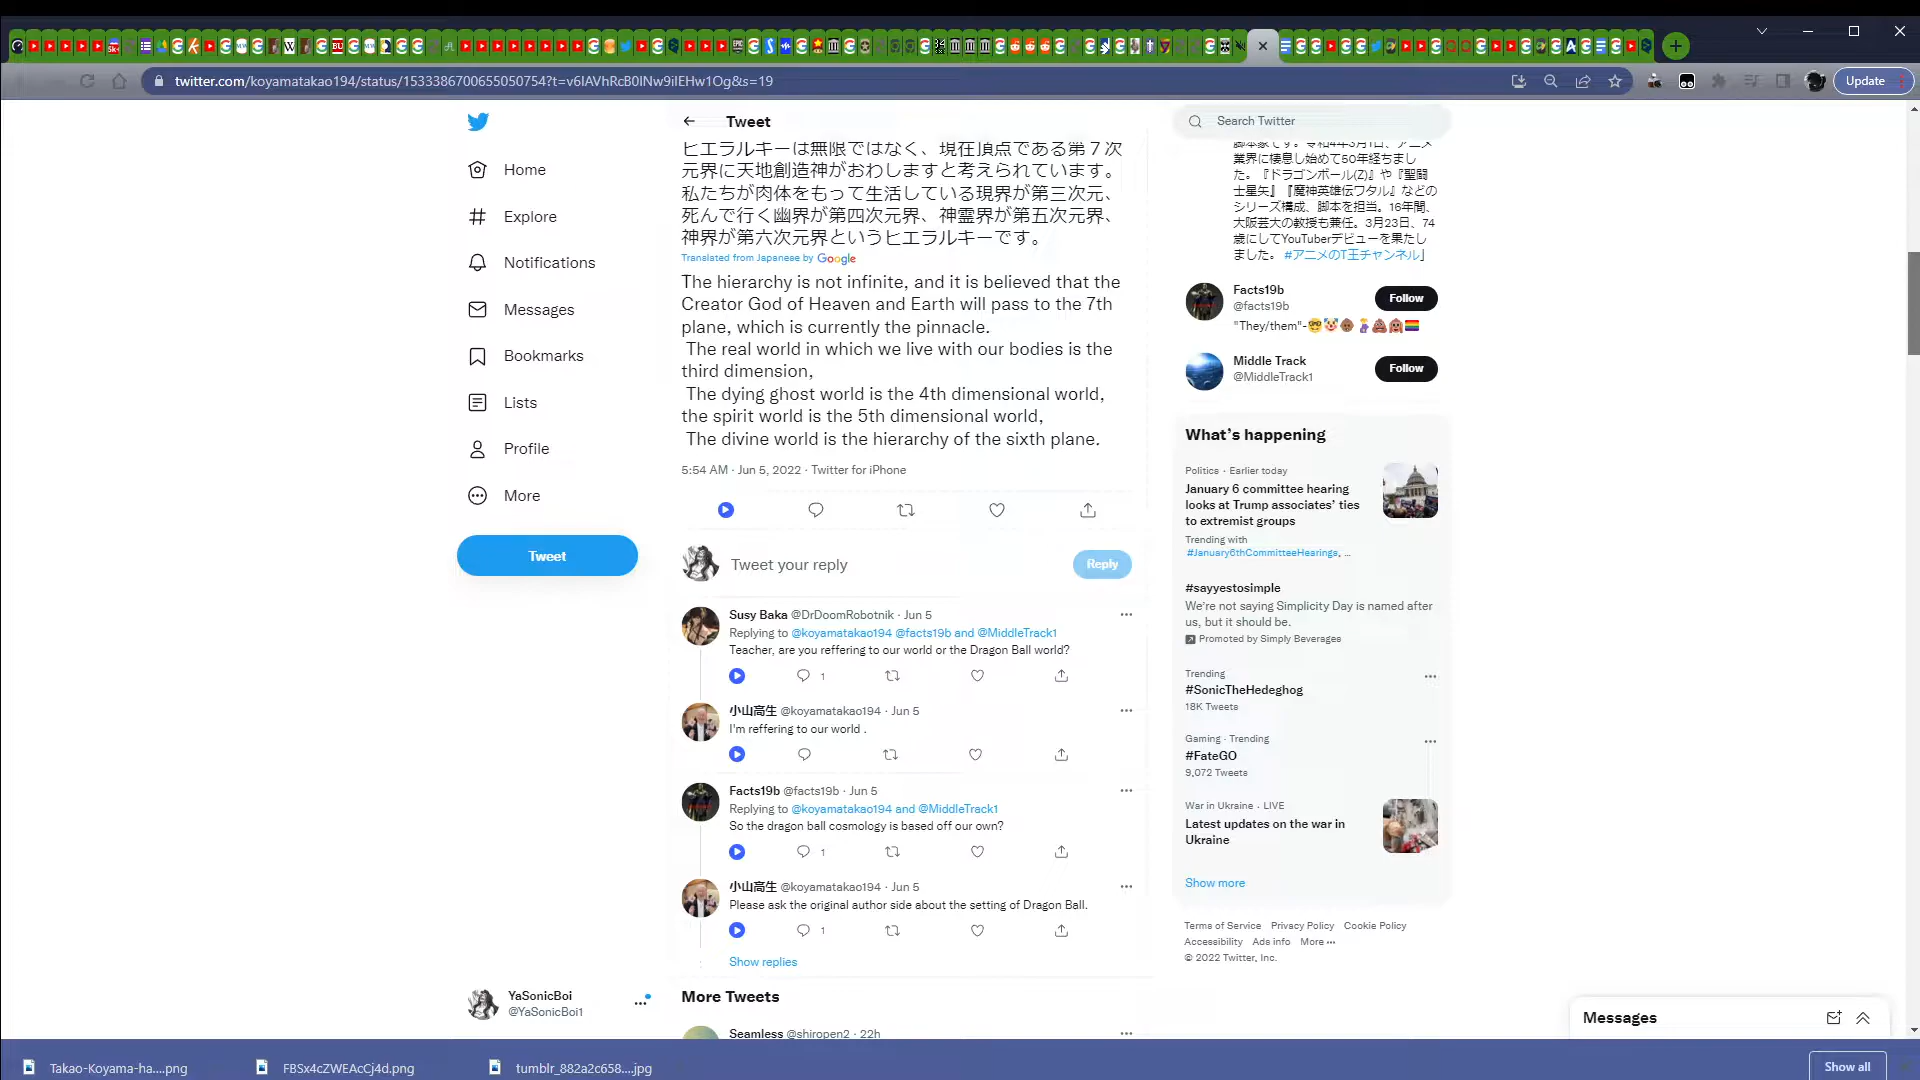 twitter.com/koyamatakao194/status/1533386700655050754?t=v6IAVhRcB0INw9iIEHw1Og&s=19
Update
Home
Explore
Notifications
Messages
Bookmarks
Lists
Profile
More
Tweet
YaSonicBoi
@YaSonicBoi1
Tweet
ヒエラルキーは無限ではなく、現在頂点である第７次
元界に天地創造神がおわしますと考えられています。
私たちが肉体をもって生活している現界が第三次元、
死んで行く幽界が第四次元界、神霊界が第五次元界、
神界が第六次元界というヒエラルキーです。
Translated from Japanese by Google
The hierarchy is not infinite, and it is believed that the
Creator God of Heaven and Earth will pass to the 7th
plane, which is currently the pinnacle.
The real world in which we live with our bodies is the
third dimension,
The dying ghost world is the 4th dimensional world,
the spirit world is the 5th dimensional world,
The divine world is the hierarchy of the sixth plane.
5:54 AM · Jun 5, 2022 · Twitter for iPhone
Tweet your reply
Reply
Susy Baka @DrDoomRobotnik · Jun 5
Replying to @koyamatakao194 @facts19b and @MiddleTrack1
Teacher, are you reffering to our world or the Dragon Ball world?
1
小山高生 @koyamatakao194 · Jun 5
I'm reffering to our world .
Facts19b @facts19b · Jun 5
Replying to @koyamatakao194 and @MiddleTrack1
So the dragon ball cosmology is based off our own?
1
小山高生 @koyamatakao194 · Jun 5
Please ask the original author side about the setting of Dragon Ball.
1
Show replies
More Tweets
Seamless @shiropen2 · 22h
Search Twitter
脚本家です。令和4年3月1日、アニメ
業界に棲息し始めて50年経ちまし
た。『ドラゴンボール(Z)』や『聖闘
士星矢』『魔神英雄伝ワタル』などの
シリーズ構成、脚本を担当。16年間、
大阪芸大の教授も兼任。3月23日、74
歳にしてYouTuberデビューを果たし
ました。 #アニメのT王チャンネル」
Facts19b
@facts19b
Follow
"They/them"-
Middle Track
@MiddleTrack1
Follow
What's happening
Politics · Earlier today
January 6 committee hearing
looks at Trump associates' ties
to extremist groups
Trending with
#January6thCommitteeHearings, ...
#sayyestosimple
We're not saying Simplicity Day is named after
us, but it should be.
Promoted by Simply Beverages
Trending
#SonicTheHedeghog
18K Tweets
Gaming · Trending
#FateGO
9,072 Tweets
War in Ukraine · LIVE
Latest updates on the war in
Ukraine
Show more
Terms of Service Privacy Policy Cookie Policy
Accessibility Ads info More ···
© 2022 Twitter, Inc.
Messages
Takao-Koyama-ha....png
FBSx4cZWEAcCj4d.png
tumblr_882a2c658....jpg
Show all